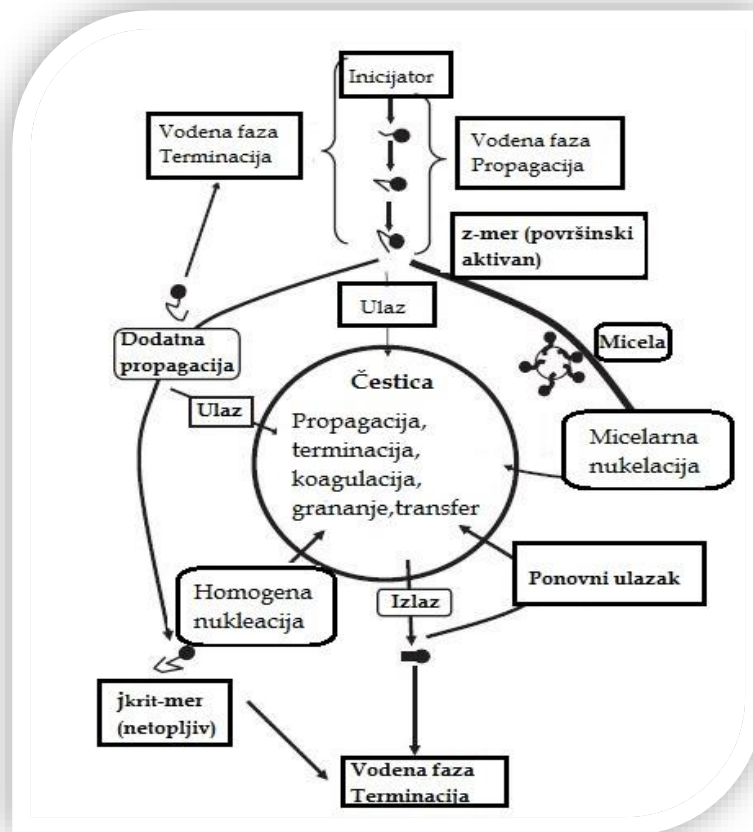 Inicijator
Vodena faza
Terminacija
Vodena faza
Propagacija
z-mer (površinski
aktivan)
Ulaz
Micela
Dodatna
propagacija
Čestica
Ulaz
Propagacija,
terminacija,
koagulacija,
grananje,transfer
Micelarna
nukelacija
Homogena
nukleacija
Izlaz
Ponovni ulazak
jkrit-mer
(netopljiv)
Vodena faza
Terminacija